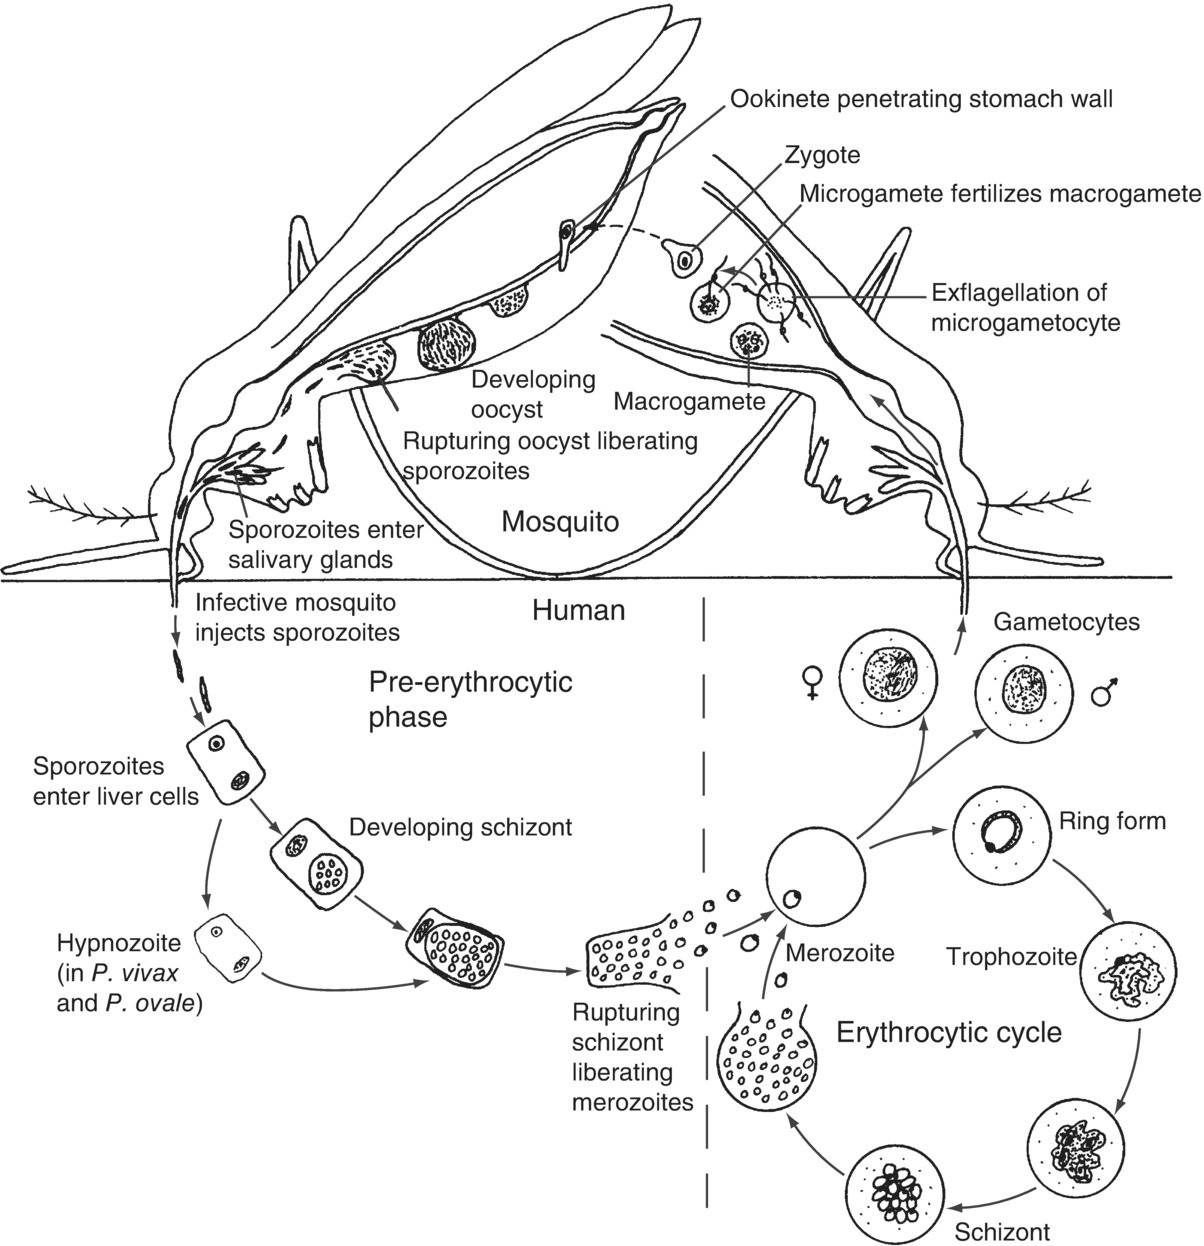 Ookinete penetrating stomach wall
Zygote
Microgamete fertilizes macrogamete
Exflagellation of
microgametocyte
Developing
oocyst
Macrogamete
Rupturing oocyst liberating
sporozoites
Mosquito
Sporozoites enter
salivary glands
Infective mosquito
injects sporozoites
Human
Gametocytes
♀
♂
Pre-erythrocytic
phase
Sporozoites
enter liver cells
Developing schizont
Ring form
Hypnozoite
(in P. vivax
and P. ovale)
Merozoite
Trophozoite
Rupturing
schizont
liberating
merozoites
Erythrocytic cycle
Schizont